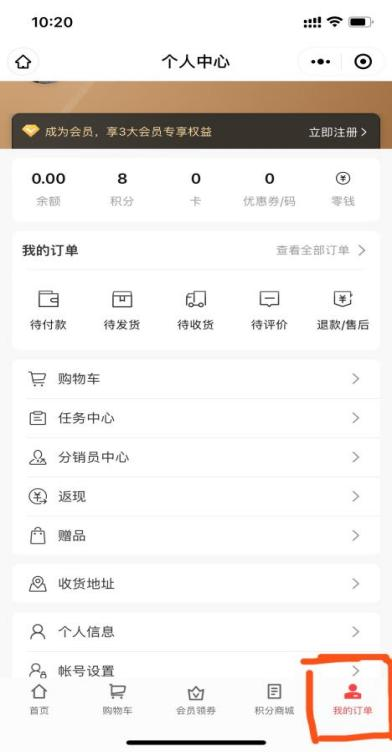 10:20
个人中心
成为会员，享3大会员专享权益
立即注册
0.00 8 0 0
余额 积分 卡 优惠券/码 零钱
我的订单 查看全部订单
待付款 待发货 待收货 待评价 退款/售后
购物车
任务中心
分销员中心
返现
赠品
收货地址
个人信息
帐号设置
首页 购物车 会员领券 积分商城 我的订单